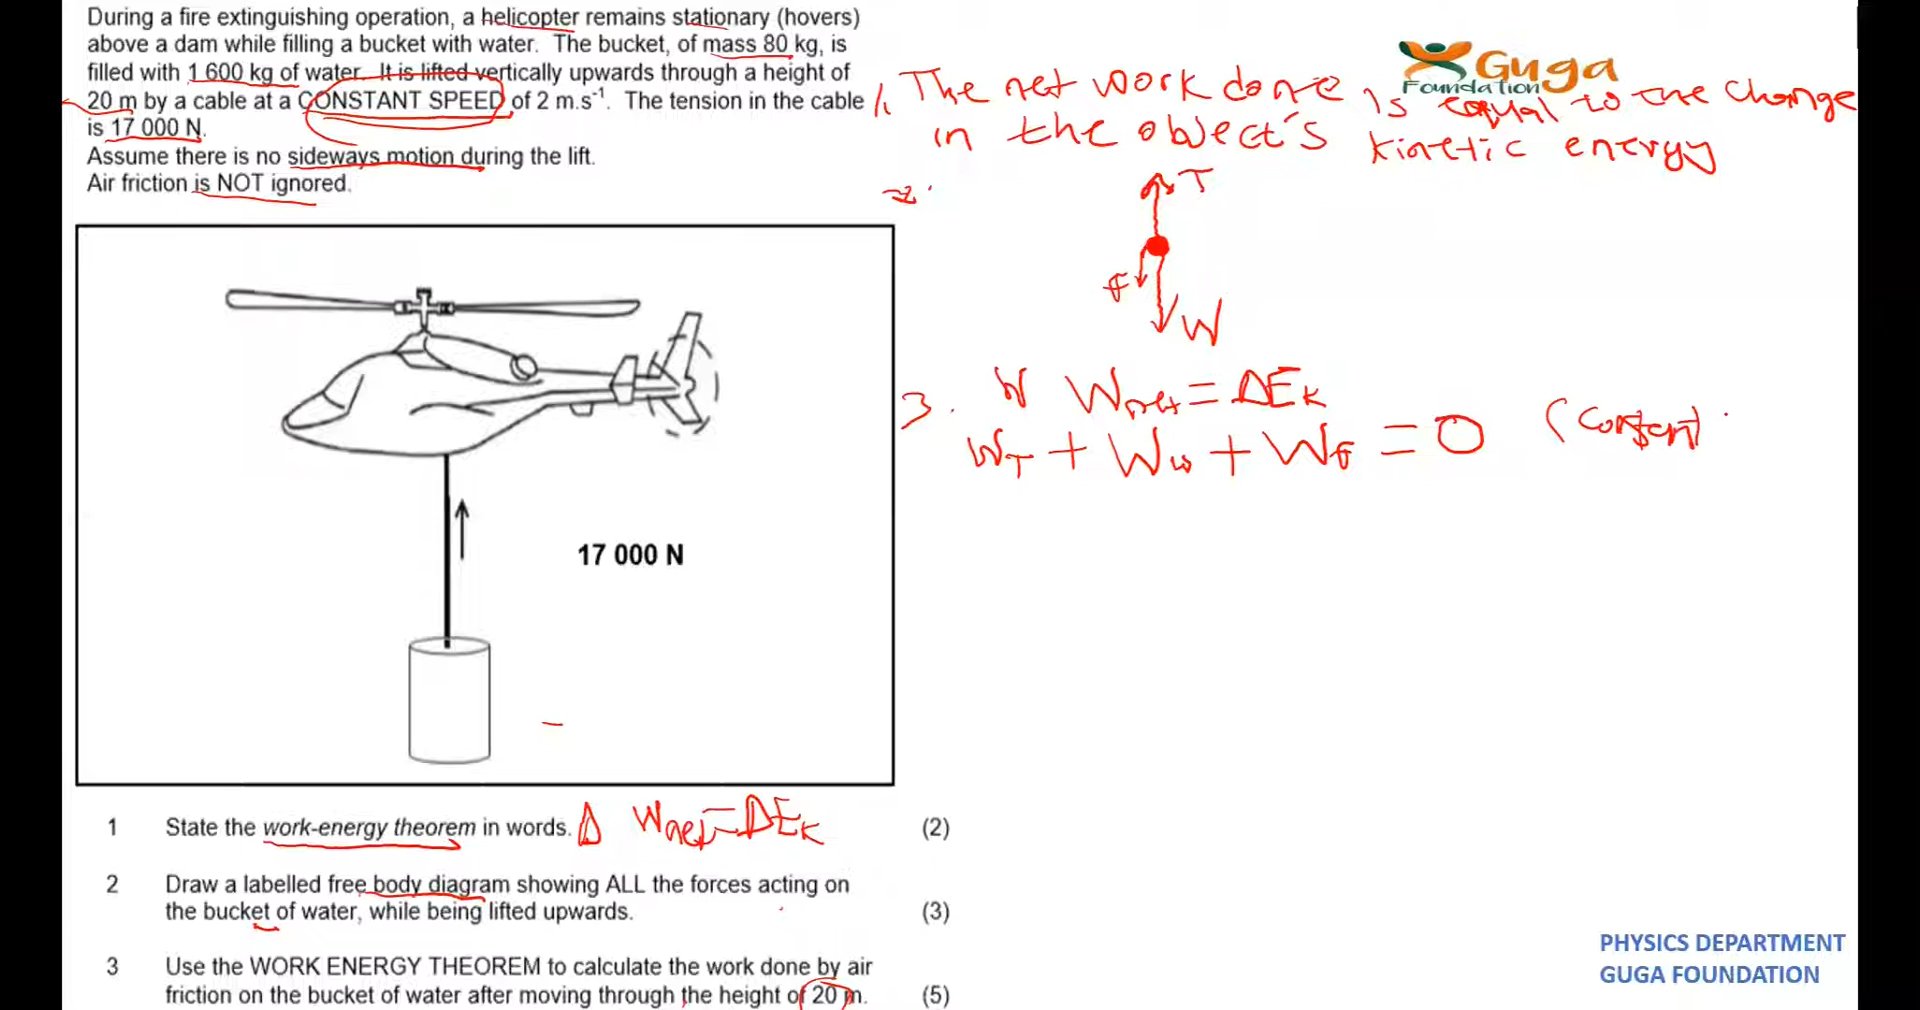 During a fire extinguishing operation, a helicopter remains stationary (hovers)
above a dam while filling a bucket with water. The bucket, of mass 80 kg, is
filled with 1 600 kg of water. It is lifted vertically upwards through a height of
20 m by a cable at a CONSTANT SPEED of 2 m.s⁻¹. The tension in the cable
is 17 000 N.
Assume there is no sideways motion during the lift.
Air friction is NOT ignored.
17 000 N
1 State the work-energy theorem in words. Δ Wnet=ΔEK (2)
2 Draw a labelled free body diagram showing ALL the forces acting on
the bucket of water, while being lifted upwards. (3)
3 Use the WORK ENERGY THEOREM to calculate the work done by air
friction on the bucket of water after moving through the height of 20 m. (5)
Guga
Foundation
1. The net work done is equal to the change
in the object's kinetic energy
2.
T
F
W
3. W Wnet = ΔEK
WT + Ww + WF = 0 (Constant
PHYSICS DEPARTMENT
GUGA FOUNDATION